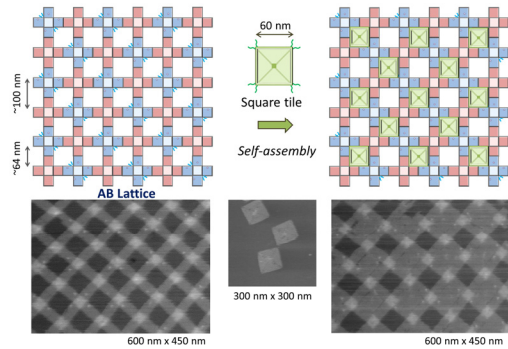 60 nm
~100 nm
Square tile
Self-assembly
~64 nm
AB Lattice
300 nm x 300 nm
600 nm x 450 nm
600 nm x 450 nm